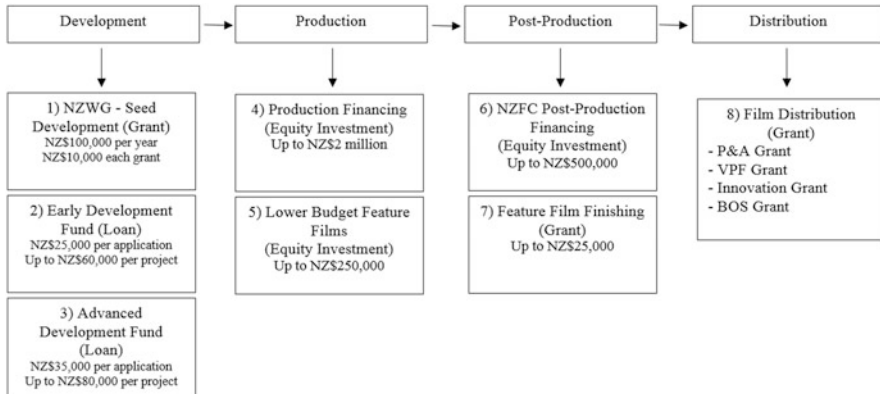 Development
Production
Post-Production
Distribution
1) NZWG - Seed
Development (Grant)
NZ$100,000 per year
NZ$10,000 each grant
2) Early Development
Fund (Loan)
NZ$25,000 per application
Up to NZ$60,000 per project
3) Advanced
Development Fund
(Loan)
NZ$35,000 per application
Up to NZ$80,000 per project
4) Production Financing
(Equity Investment)
Up to NZ$2 million
5) Lower Budget Feature
Films
(Equity Investment)
Up to NZ$250,000
6) NZFC Post-Production
Financing
(Equity Investment)
Up to NZ$500,000
7) Feature Film Finishing
(Grant)
Up to NZ$25,000
8) Film Distribution
(Grant)
- P&A Grant
- VPF Grant
- Innovation Grant
- BOS Grant